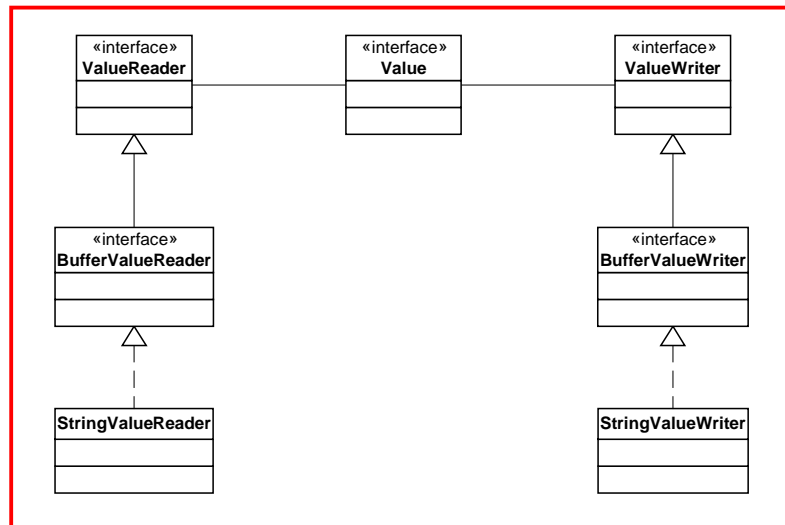 «interface»
ValueReader
«interface»
Value
«interface»
ValueWriter
«interface»
BufferValueReader
«interface»
BufferValueWriter
StringValueReader
StringValueWriter